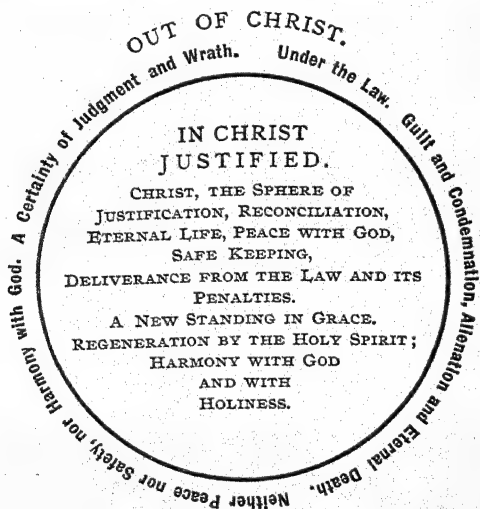 OUT OF CHRIST.
Under the Law. Guilt and Condemnation, Alienation and Eternal Death. Neither Peace nor Safety, nor Harmony with God. A Certainty of Judgment and Wrath.
IN CHRIST
JUSTIFIED.
CHRIST, THE SPHERE OF
JUSTIFICATION, RECONCILIATION,
ETERNAL LIFE, PEACE WITH GOD,
SAFE KEEPING,
DELIVERANCE FROM THE LAW AND ITS
PENALTIES.
A NEW STANDING IN GRACE.
REGENERATION BY THE HOLY SPIRIT;
HARMONY WITH GOD
AND WITH
HOLINESS.